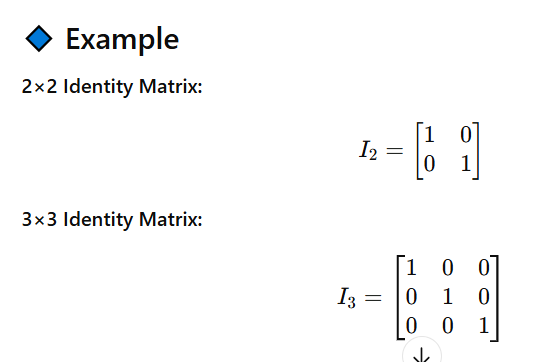 Example
2×2 Identity Matrix:
I₂ = [1 0
0 1]
3×3 Identity Matrix:
I₃ = [1 0 0
0 1 0
0 0 1]